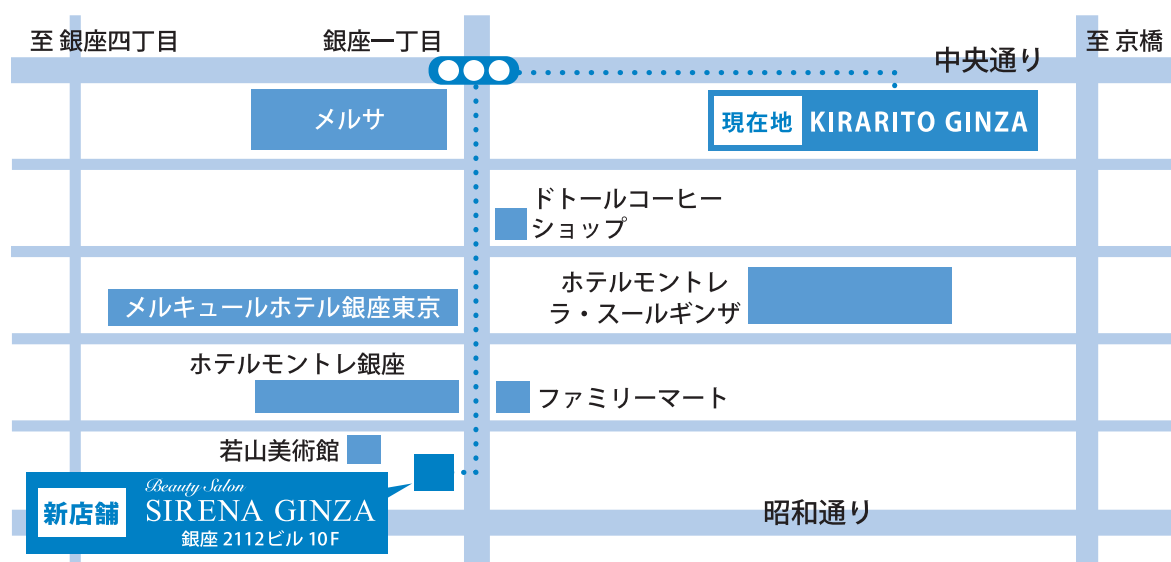 至 銀座四丁目
銀座一丁目
至 京橋
中央通り
メルサ
現在地 KIRARITO GINZA
ドトールコーヒー
ショップ
ホテルモントレ
ラ・スールギンザ
メルキュールホテル銀座東京
ホテルモントレ銀座
ファミリーマート
若山美術館
新店舗
Beauty Salon
SIRENA GINZA
銀座 2112ビル 10F
昭和通り